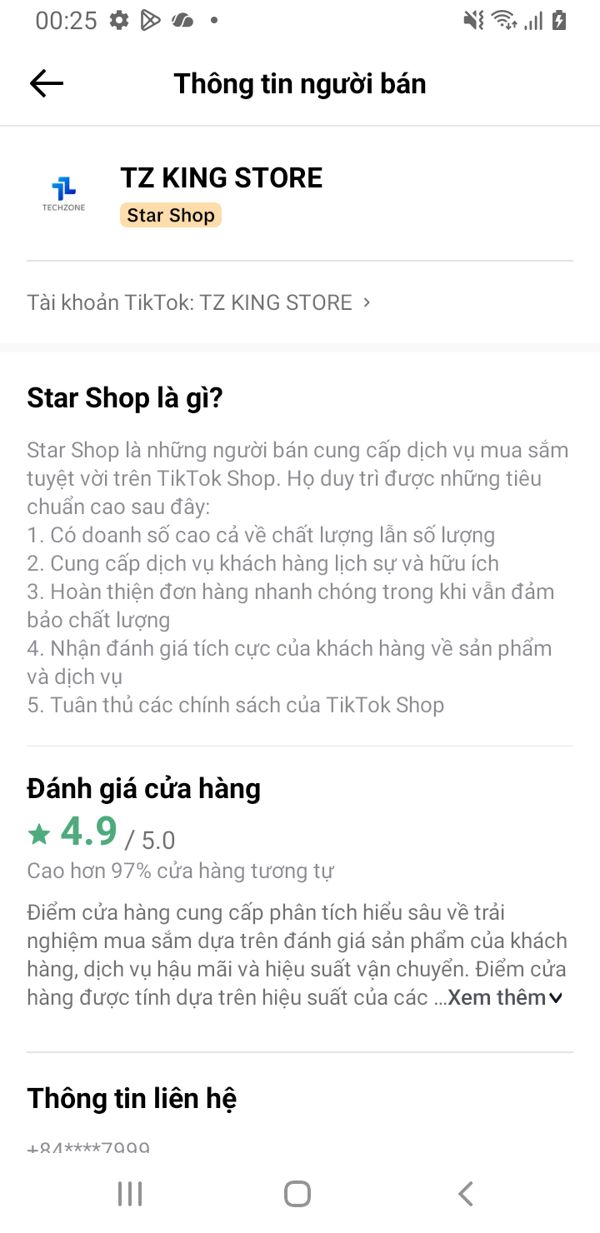 00:25
Thông tin người bán
TZ KING STORE
TECHZONE
Star Shop
Tài khoản TikTok: TZ KING STORE
Star Shop là gì?
Star Shop là những người bán cung cấp dịch vụ mua sắm
tuyệt vời trên TikTok Shop. Họ duy trì được những tiêu
chuẩn cao sau đây:
1. Có doanh số cao cả về chất lượng lẫn số lượng
2. Cung cấp dịch vụ khách hàng lịch sự và hữu ích
3. Hoàn thiện đơn hàng nhanh chóng trong khi vẫn đảm
bảo chất lượng
4. Nhận đánh giá tích cực của khách hàng về sản phẩm
và dịch vụ
5. Tuân thủ các chính sách của TikTok Shop
Đánh giá cửa hàng
4.9 / 5.0
Cao hơn 97% cửa hàng tương tự
Điểm cửa hàng cung cấp phân tích hiểu sâu về trải
nghiệm mua sắm dựa trên đánh giá sản phẩm của khách
hàng, dịch vụ hậu mãi và hiệu suất vận chuyển. Điểm cửa
hàng được tính dựa trên hiệu suất của các ...Xem thêm
Thông tin liên hệ
+84****7999